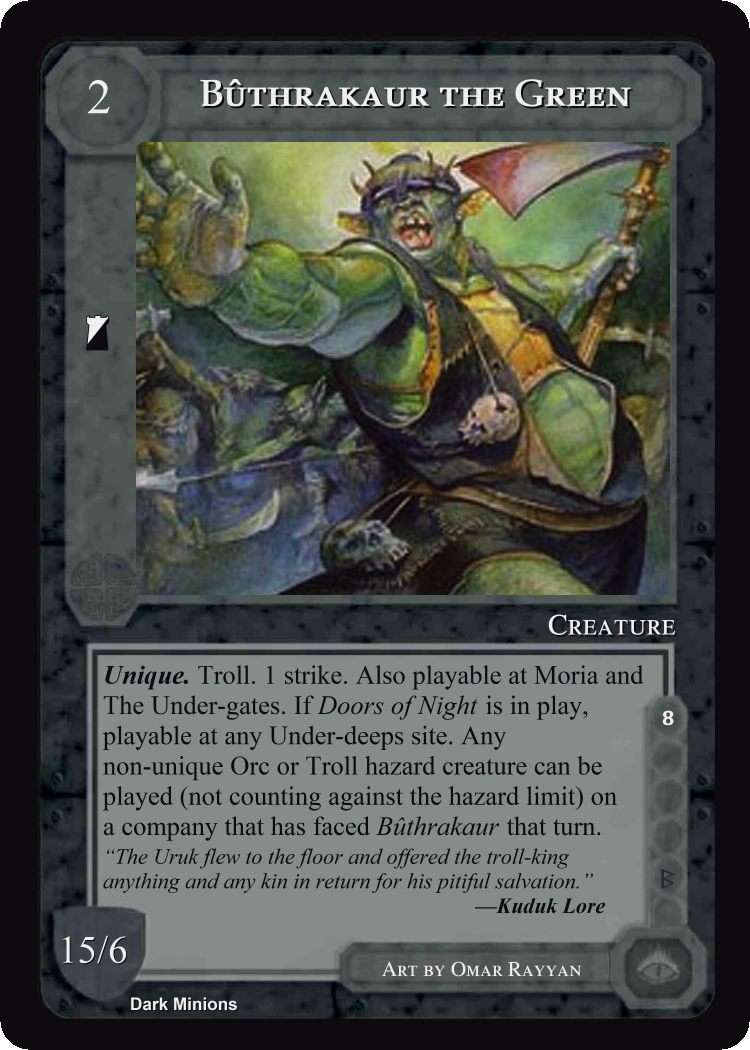 2
Bûthrakaur the Green
Creature
Unique. Troll. 1 strike. Also playable at Moria and
The Under-gates. If Doors of Night is in play,
playable at any Under-deeps site. Any
non-unique Orc or Troll hazard creature can be
played (not counting against the hazard limit) on
a company that has faced Bûthrakaur that turn.
“The Uruk flew to the floor and offered the troll-king
anything and any kin in return for his pitiful salvation.”
—Kuduk Lore
8
15/6
Art by Omar Rayyan
Dark Minions